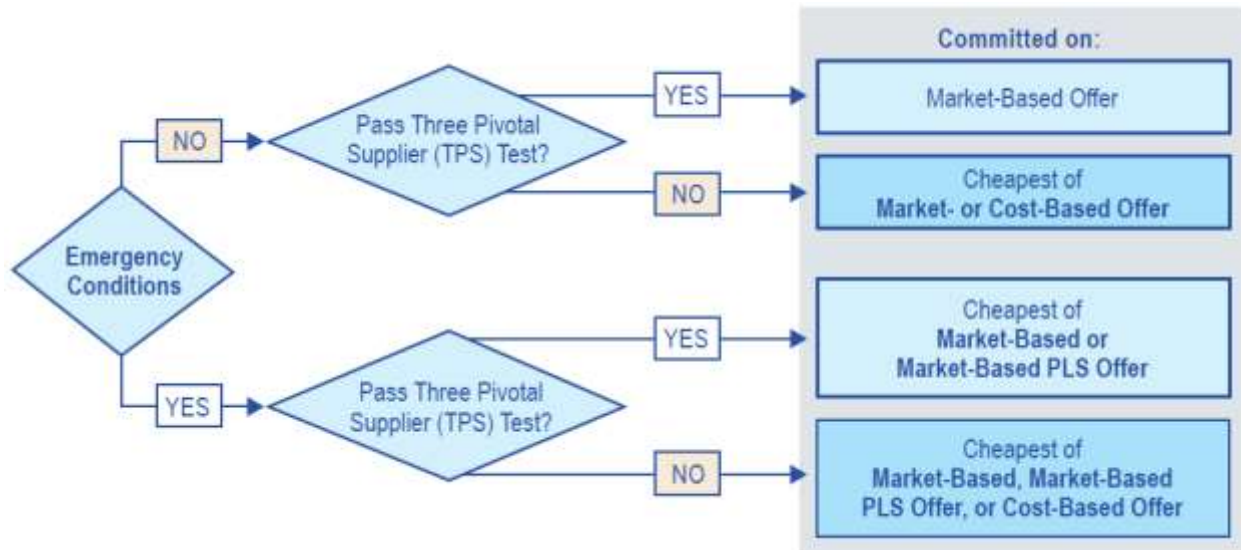 Committed on:
Market-Based Offer
YES
Pass Three Pivotal
Supplier (TPS) Test?
NO
NO
Cheapest of
Market- or Cost-Based Offer
Emergency
Conditions
Cheapest of
Market-Based or
Market-Based PLS Offer
YES
Pass Three Pivotal
Supplier (TPS) Test?
YES
NO
Cheapest of
Market-Based, Market-Based
PLS Offer, or Cost-Based Offer